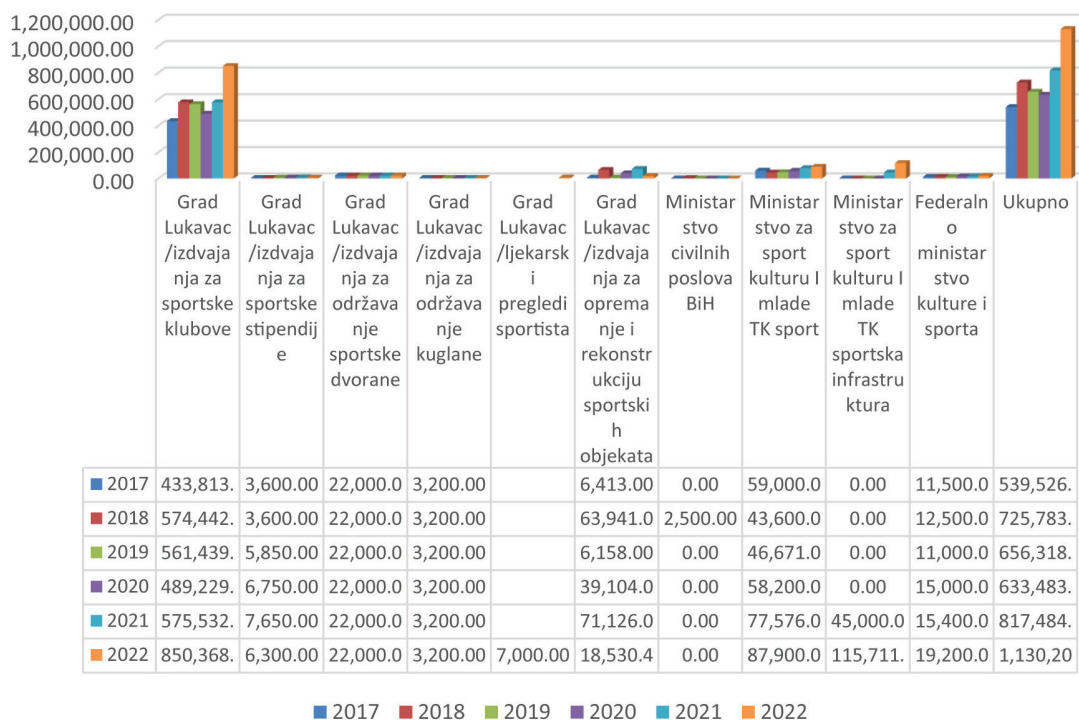 1,200,000.00
1,000,000.00
800,000.00
600,000.00
400,000.00
200,000.00
0.00
Grad Lukavac /izdvaja nja za sportske klubove
Grad Lukavac /izdvaja nja za sportske stipendij e
Grad Lukavac /izdvaja nja za održava nje sportske dvorane
Grad Lukavac /izdvaja nja za održava nje kuglane
Grad Lukavac /ljekarsk i pregledi sportista
Grad Lukavac /izdvaja nja za oprema nje i rekonstr ukciju sportski h objekata
Ministar stvo civilnih poslova BiH
Ministar stvo za sport kulturu I mlade TK sport
Ministar stvo za sport kulturu I mlade TK sportska infrastru ktura
Federaln o ministar stvo kulture i sporta
Ukupno
2017 433,813. 3,600.00 22,000.0 3,200.00 6,413.00 0.00 59,000.0 0.00 11,500.0 539,526.
2018 574,442. 3,600.00 22,000.0 3,200.00 63,941.0 2,500.00 43,600.0 0.00 12,500.0 725,783.
2019 561,439. 5,850.00 22,000.0 3,200.00 6,158.00 0.00 46,671.0 0.00 11,000.0 656,318.
2020 489,229. 6,750.00 22,000.0 3,200.00 39,104.0 0.00 58,200.0 0.00 15,000.0 633,483.
2021 575,532. 7,650.00 22,000.0 3,200.00 71,126.0 0.00 77,576.0 45,000.0 15,400.0 817,484.
2022 850,368. 6,300.00 22,000.0 3,200.00 7,000.00 18,530.4 0.00 87,900.0 115,711. 19,200.0 1,130,20
2017 2018 2019 2020 2021 2022